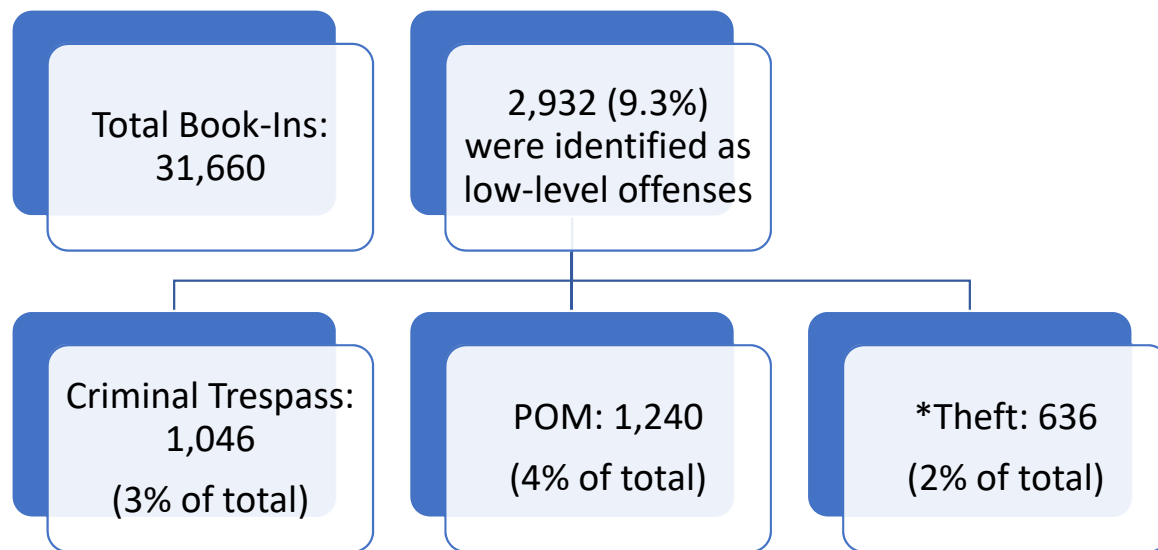 Total Book-Ins:
31,660
2,932 (9.3%)
were identified as
low-level offenses
Criminal Trespass:
1,046
(3% of total)
POM: 1,240
(4% of total)
*Theft: 636
(2% of total)